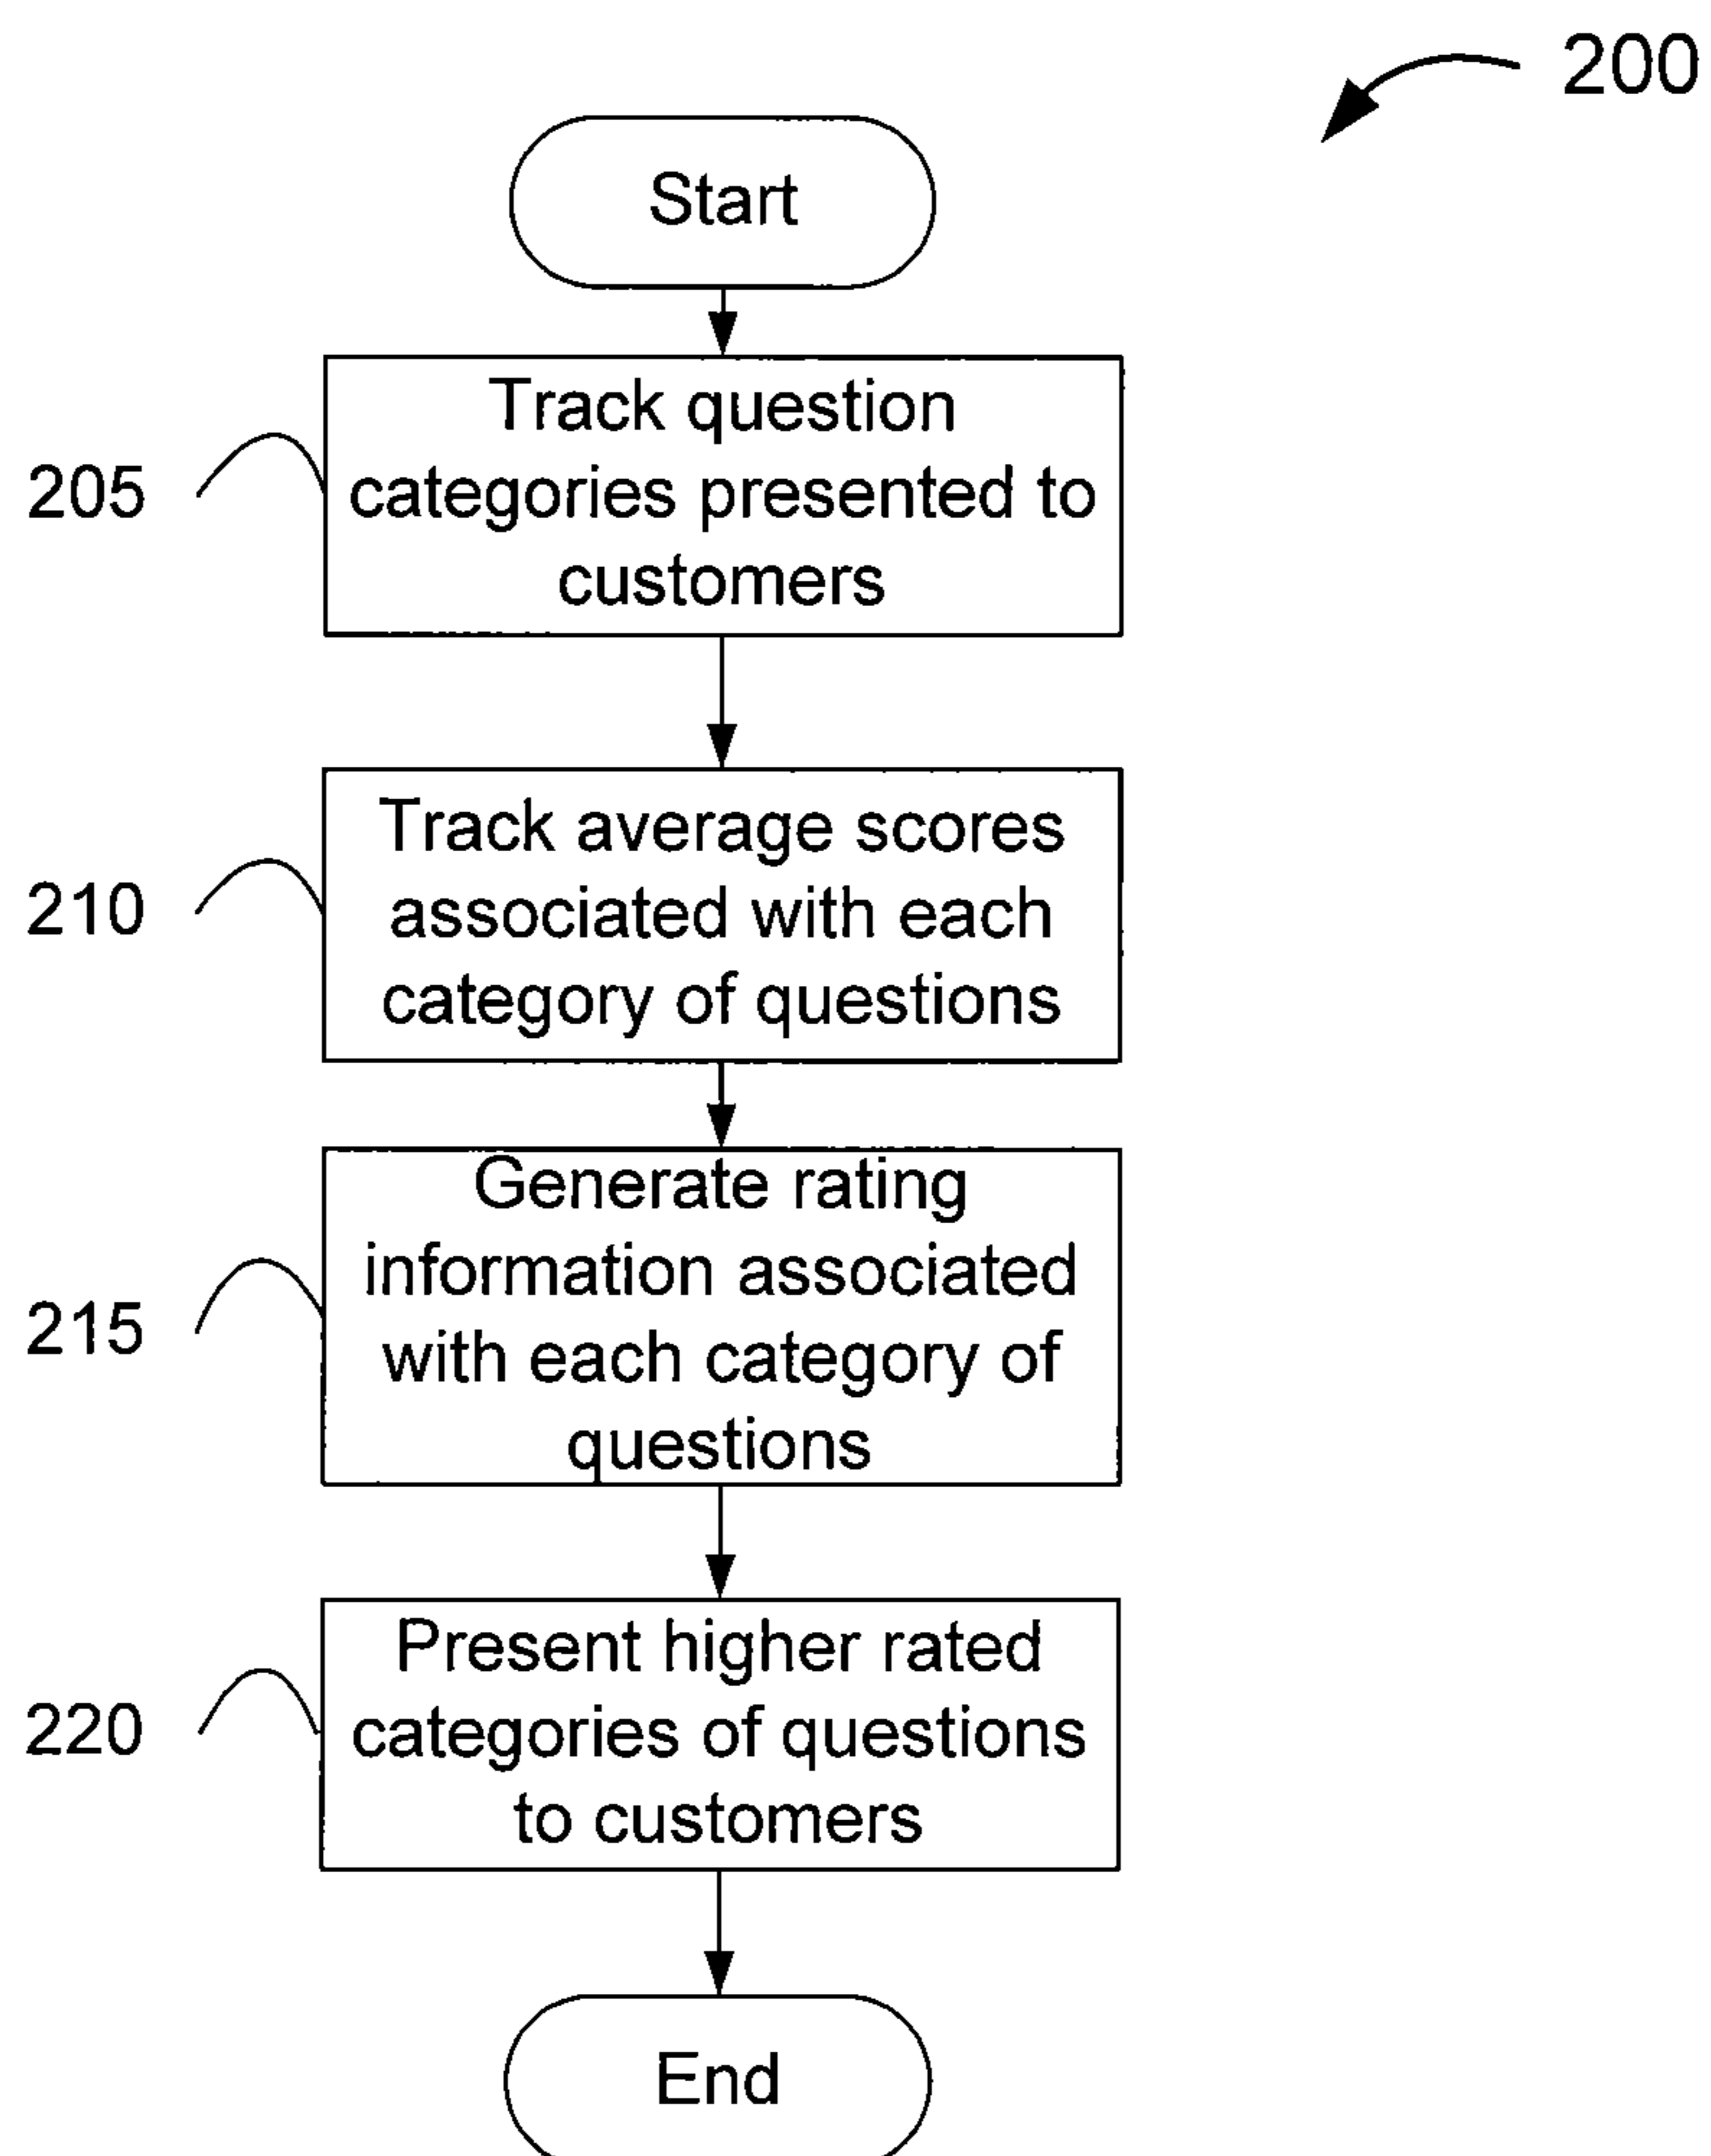 200
Start
205
Track question
categories presented to
customers
210
Track average scores
associated with each
category of questions
215
Generate rating
information associated
with each category of
questions
220
Present higher rated
categories of questions
to customers
End